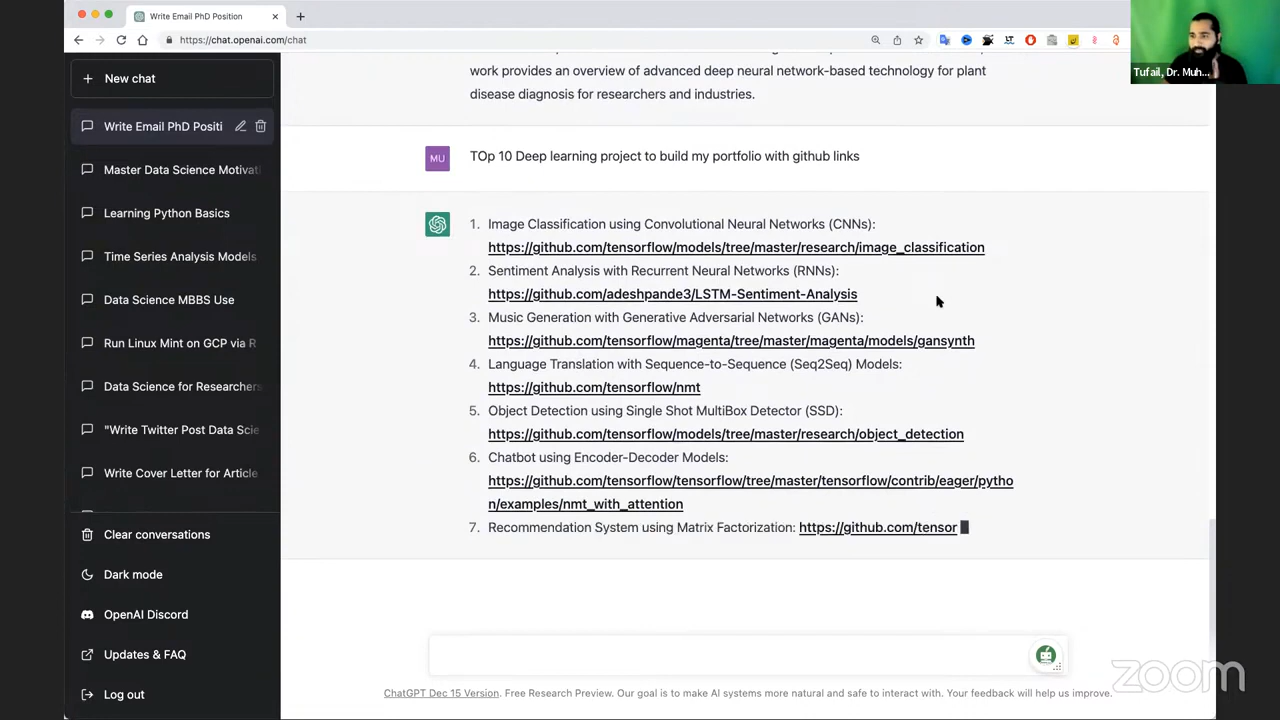 Write Email PhD Position
https://chat.openai.com/chat
Tufail, Dr. Muh...
New chat
Write Email PhD Positi
Master Data Science Motivat
Learning Python Basics
Time Series Analysis Models
Data Science MBBS Use
Run Linux Mint on GCP via R
Data Science for Researchers
"Write Twitter Post Data Scie
Write Cover Letter for Article
Clear conversations
Dark mode
OpenAI Discord
Updates & FAQ
Log out
work provides an overview of advanced deep neural network-based technology for plant
disease diagnosis for researchers and industries.
MU
TOp 10 Deep learning project to build my portfolio with github links
1. Image Classification using Convolutional Neural Networks (CNNs):
https://github.com/tensorflow/models/tree/master/research/image_classification
2. Sentiment Analysis with Recurrent Neural Networks (RNNs):
https://github.com/adeshpande3/LSTM-Sentiment-Analysis
3. Music Generation with Generative Adversarial Networks (GANs):
https://github.com/tensorflow/magenta/tree/master/magenta/models/gansynth
4. Language Translation with Sequence-to-Sequence (Seq2Seq) Models:
https://github.com/tensorflow/nmt
5. Object Detection using Single Shot MultiBox Detector (SSD):
https://github.com/tensorflow/models/tree/master/research/object_detection
6. Chatbot using Encoder-Decoder Models:
https://github.com/tensorflow/tensorflow/tree/master/tensorflow/contrib/eager/pytho
n/examples/nmt_with_attention
7. Recommendation System using Matrix Factorization: https://github.com/tensor
ChatGPT Dec 15 Version. Free Research Preview. Our goal is to make AI systems more natural and safe to interact with. Your feedback will help us improve.
zoom